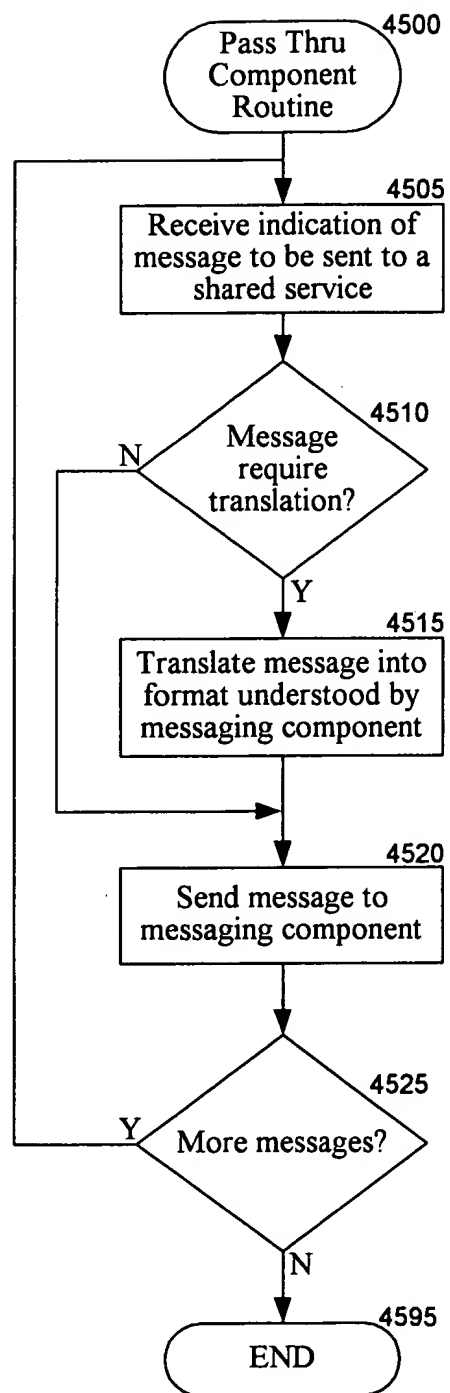 4500
Pass Thru
Component
Routine
4505
Receive indication of
message to be sent to a
shared service
4510
Message
require
translation?
N
Y
4515
Translate message into
format understood by
messaging component
4520
Send message to
messaging component
4525
More messages?
Y
N
4595
END